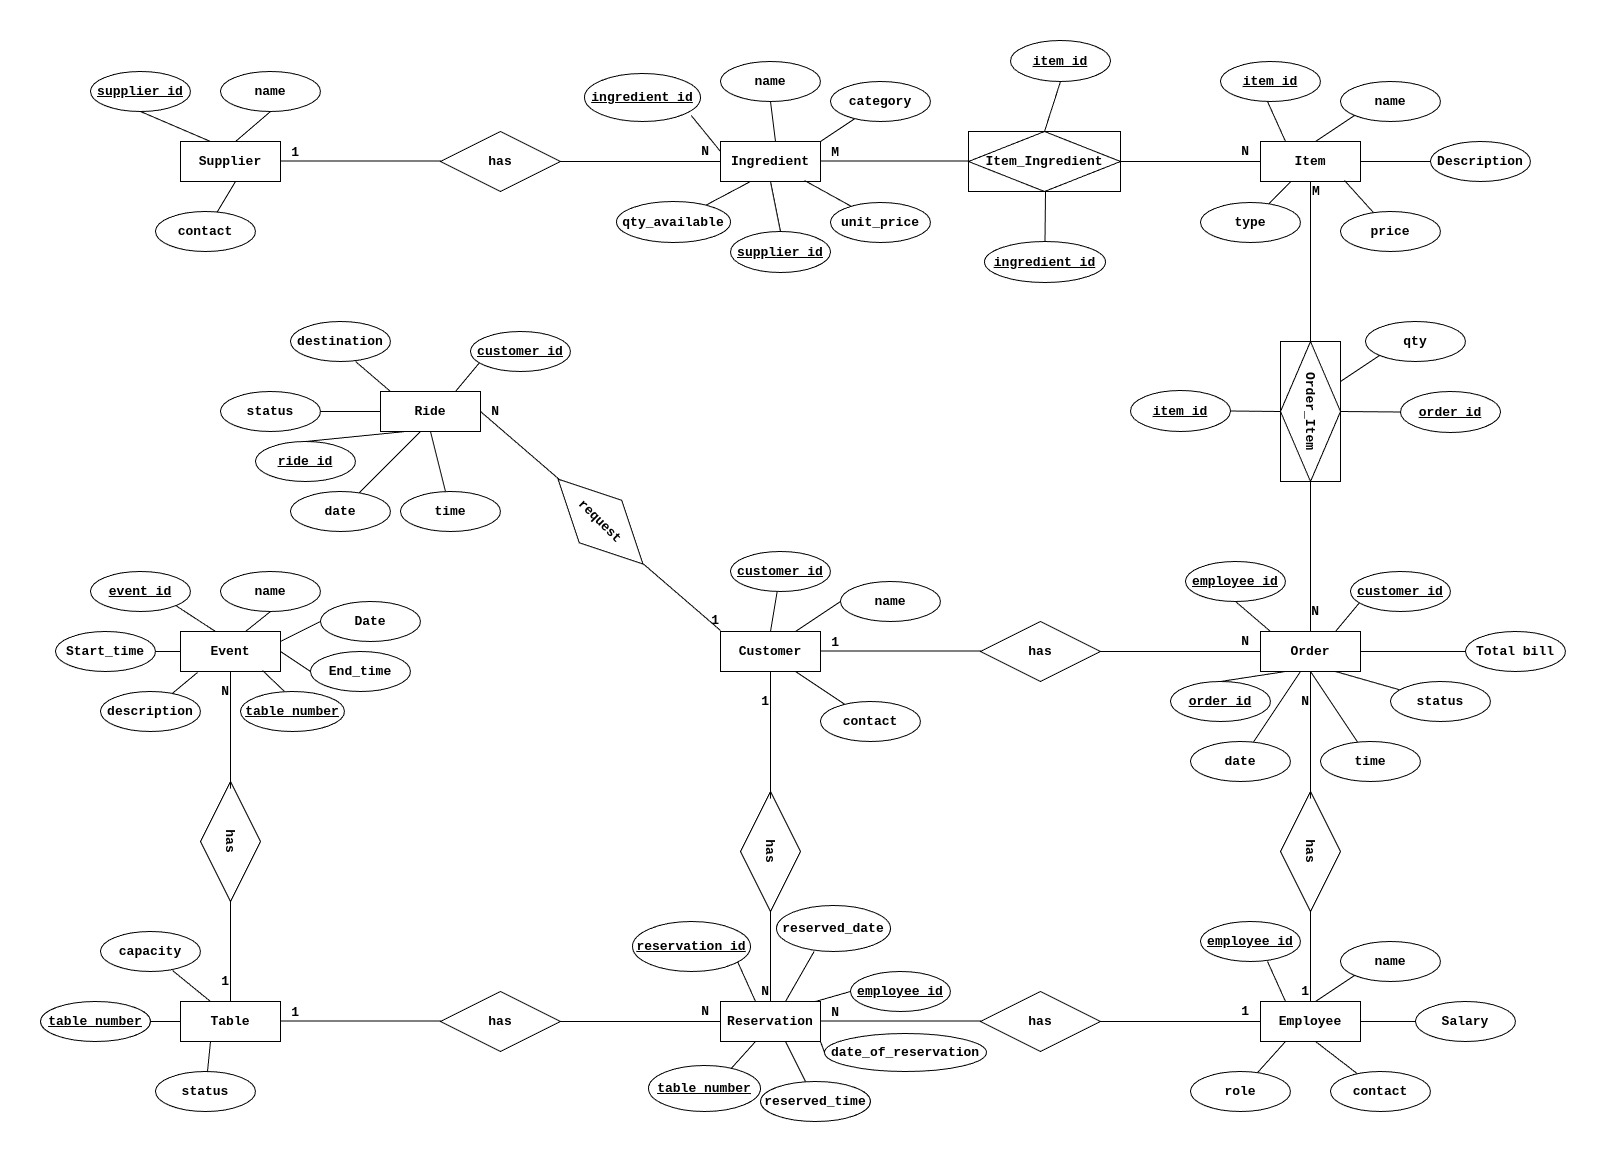 item_id
supplier_id
name
ingredient_id
name
category
item_id
name
Supplier
1
has
N
Ingredient
M
Item_Ingredient
N
Item
Description
M
contact
qty_available
supplier_id
unit_price
ingredient_id
type
price
destination
customer_id
qty
status
Ride
N
item_id
Order_Item
order_id
ride_id
date
time
request
event_id
name
Date
customer_id
name
employee_id
customer_id
1
N
Start_time
Event
End_time
Customer
1
has
N
Order
Total bill
N
description
table_number
1
contact
order_id
N
status
date
time
has
has
has
capacity
reservation_id
reserved_date
employee_id
name
1
N
employee_id
1
table_number
Table
1
has
N
Reservation
N
has
1
Employee
Salary
date_of_reservation
status
table_number
reserved_time
role
contact